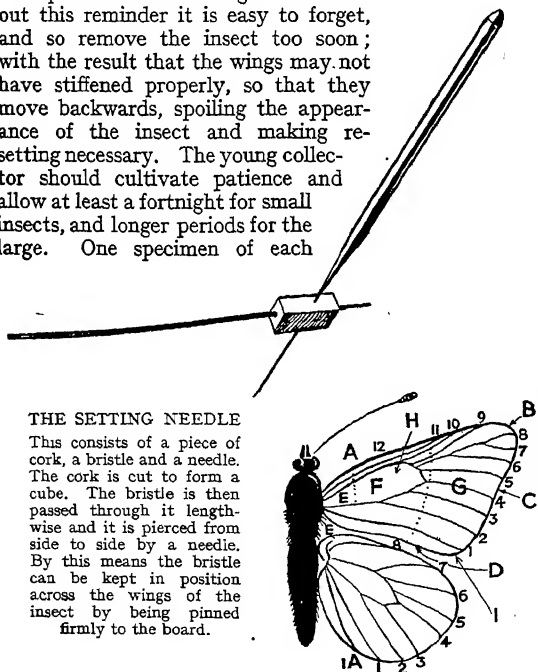 out this reminder it is easy to forget,
and so remove the insect too soon ;
with the result that the wings may not
have stiffened properly, so that they
move backwards, spoiling the appear-
ance of the insect and making re-
setting necessary. The young collec-
tor should cultivate patience and
allow at least a fortnight for small
insects, and longer periods for the
large. One specimen of each
THE SETTING NEEDLE
This consists of a piece of
cork, a bristle and a needle.
The cork is cut to form a
cube. The bristle is then
passed through it length-
wise and it is pierced from
side to side by a needle.
By this means the bristle
can be kept in position
across the wings of the
insect by being pinned
firmly to the board.
H
A
12
11
10
9
B
8
7
6
5
C
4
3
2
1
E
F
G
E
8
7
D
I
6
5
4
3
2
1
1A